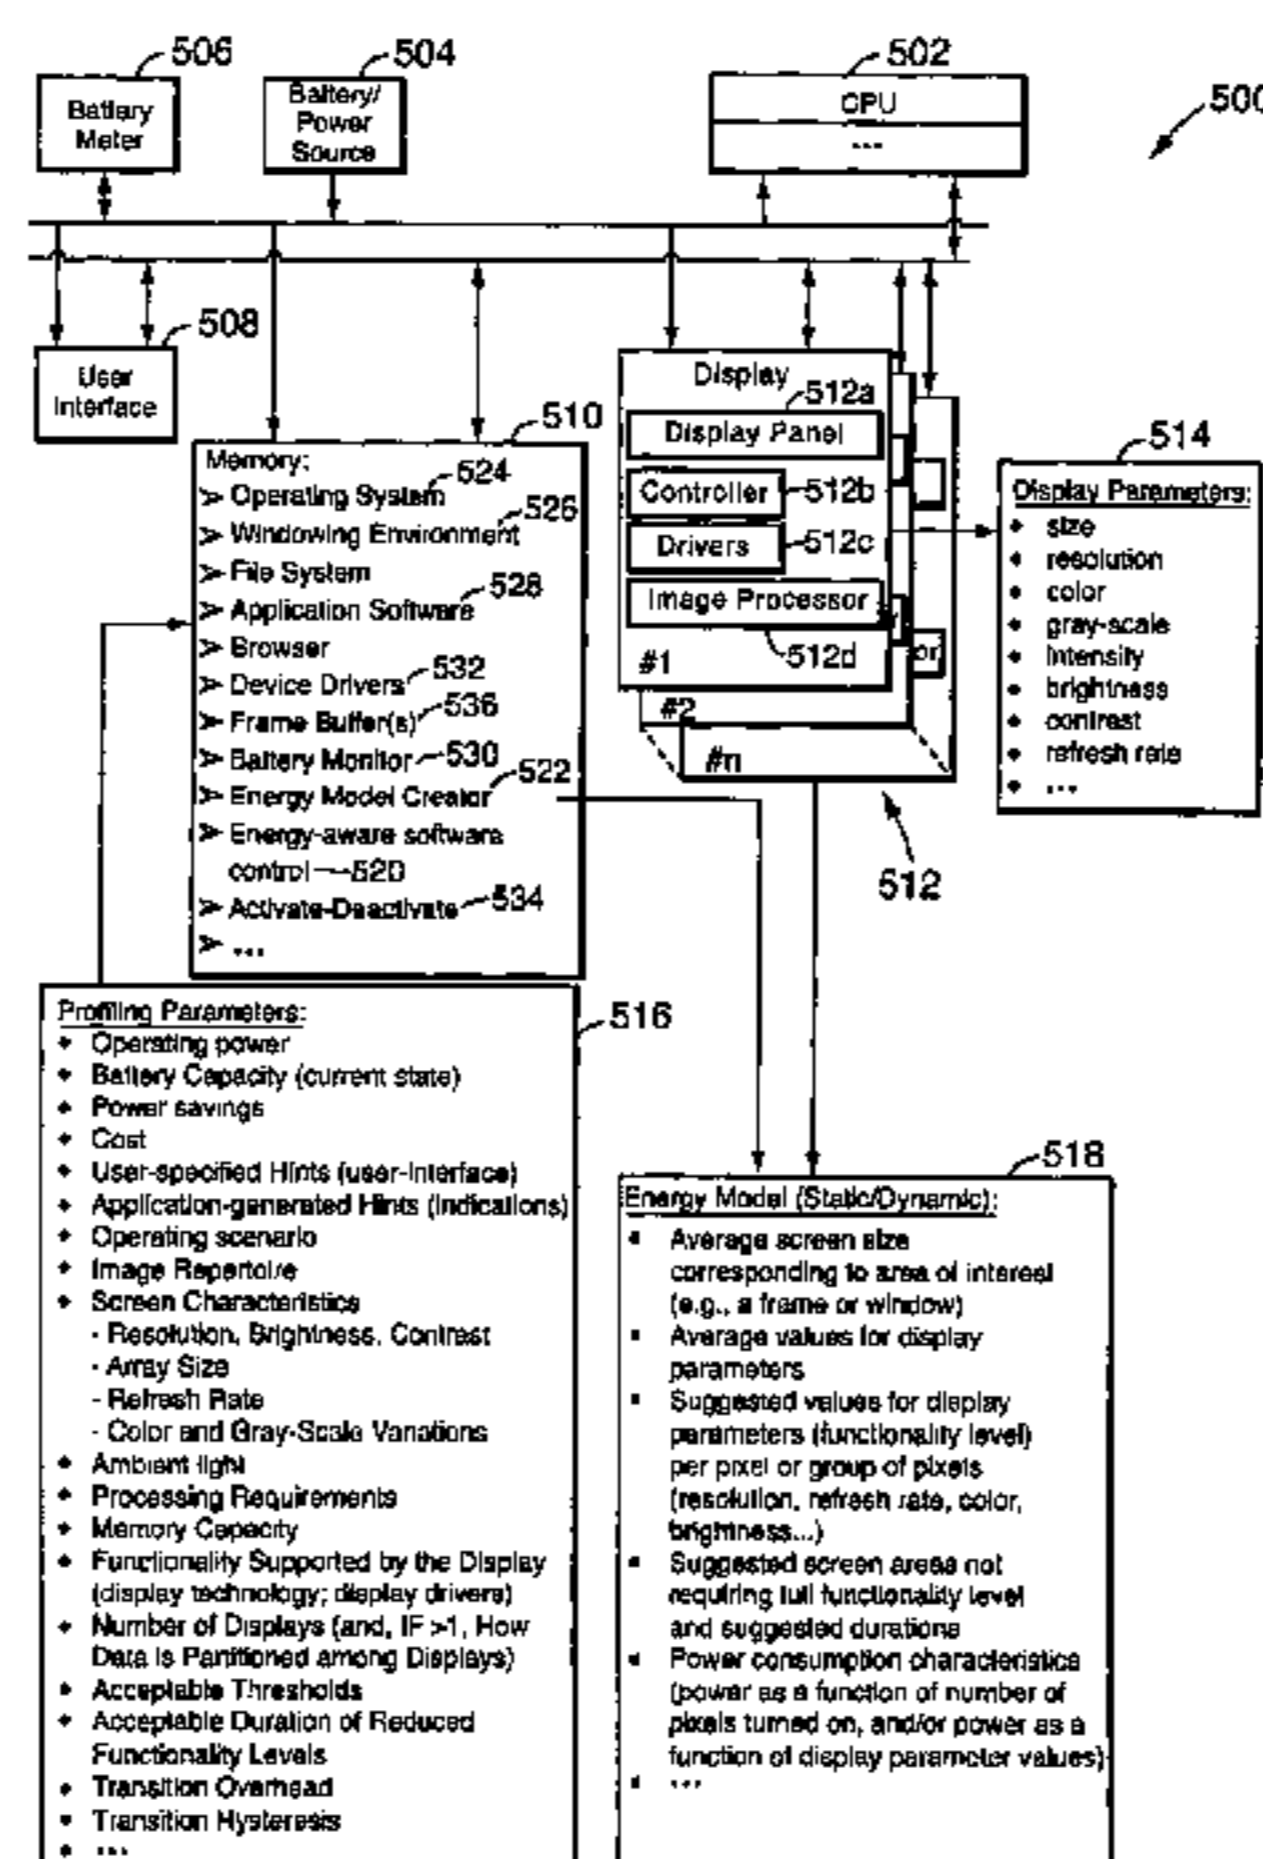 506
504
502
500
Battery
Meter
Battery/
Power
Source
CPU
...
508
User
Interface
510
Memory:
➢ Operating System 524
➢ Windowing Environment 526
➢ File System
➢ Application Software 528
➢ Browser
➢ Device Drivers 532
➢ Frame Buffer(s) 536
➢ Battery Monitor 530
➢ Energy Model Creator 522
➢ Energy-aware software
control 520
➢ Activate-Deactivate 534
➢ ...
Display
512a
Display Panel
Controller 512b
Drivers 512c
Image Processor
512d
#1
#2
#n
or
512
514
Display Parameters:
• size
• resolution
• color
• gray-scale
• intensity
• brightness
• contrast
• refresh rate
• ...
516
Profiling Parameters:
• Operating power
• Battery Capacity (current state)
• Power savings
• Cost
• User-specified Hints (user-interface)
• Application-generated Hints (indications)
• Operating scenario
• Image Repertoire
• Screen Characteristics
- Resolution, Brightness, Contrast
- Array Size
- Refresh Rate
- Color and Gray-Scale Variations
• Ambient light
• Processing Requirements
• Memory Capacity
• Functionality Supported by the Display
(display technology; display drivers)
• Number of Displays (and, IF >1, How
Data is Partitioned among Displays)
• Acceptable Thresholds
• Acceptable Duration of Reduced
Functionality Levels
• Transition Overhead
• Transition Hysteresis
• ...
518
Energy Model (Static/Dynamic):
▪ Average screen size
corresponding to area of interest
(e.g., a frame or window)
▪ Average values for display
parameters
▪ Suggested values for display
parameters (functionality level)
per pixel or group of pixels
(resolution, refresh rate, color,
brightness...)
▪ Suggested screen areas not
requiring full functionality level
and suggested durations
▪ Power consumption characteristics
(power as a function of number of
pixels turned on, and/or power as a
function of display parameter values)
▪ ...